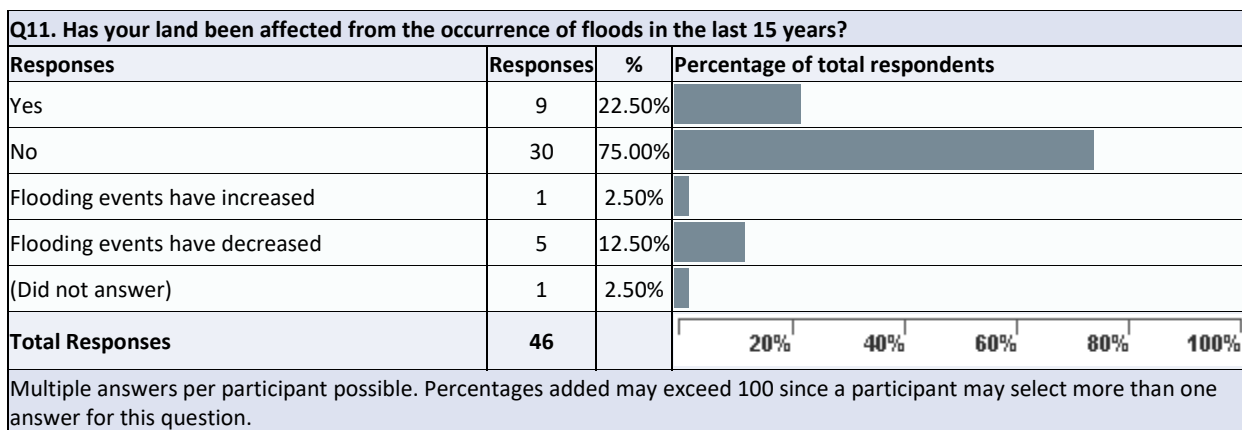 Q11. Has your land been affected from the occurrence of floods in the last 15 years?
Responses Responses % Percentage of total respondents
Yes 9 22.50%
No 30 75.00%
Flooding events have increased 1 2.50%
Flooding events have decreased 5 12.50%
(Did not answer) 1 2.50%
Total Responses 46 20% 40% 60% 80% 100%
Multiple answers per participant possible. Percentages added may exceed 100 since a participant may select more than one
answer for this question.